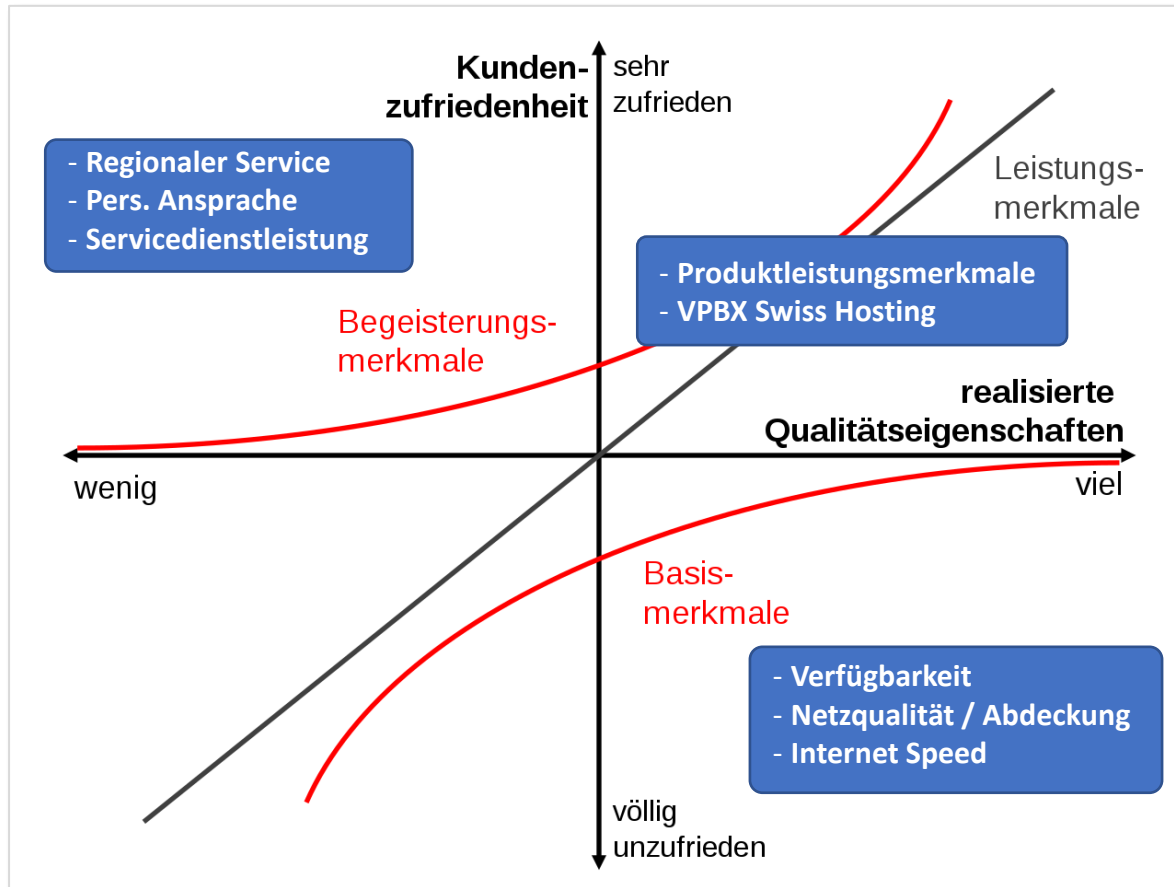 Kunden-
zufriedenheit
sehr
zufrieden
- Regionaler Service
- Pers. Ansprache
- Servicedienstleistung
Leistungs-
merkmale
- Produktleistungsmerkmale
- VPBX Swiss Hosting
Begeisterungs-
merkmale
realisierte
Qualitätseigenschaften
wenig
viel
Basis-
merkmale
- Verfügbarkeit
- Netzqualität / Abdeckung
- Internet Speed
völlig
unzufrieden